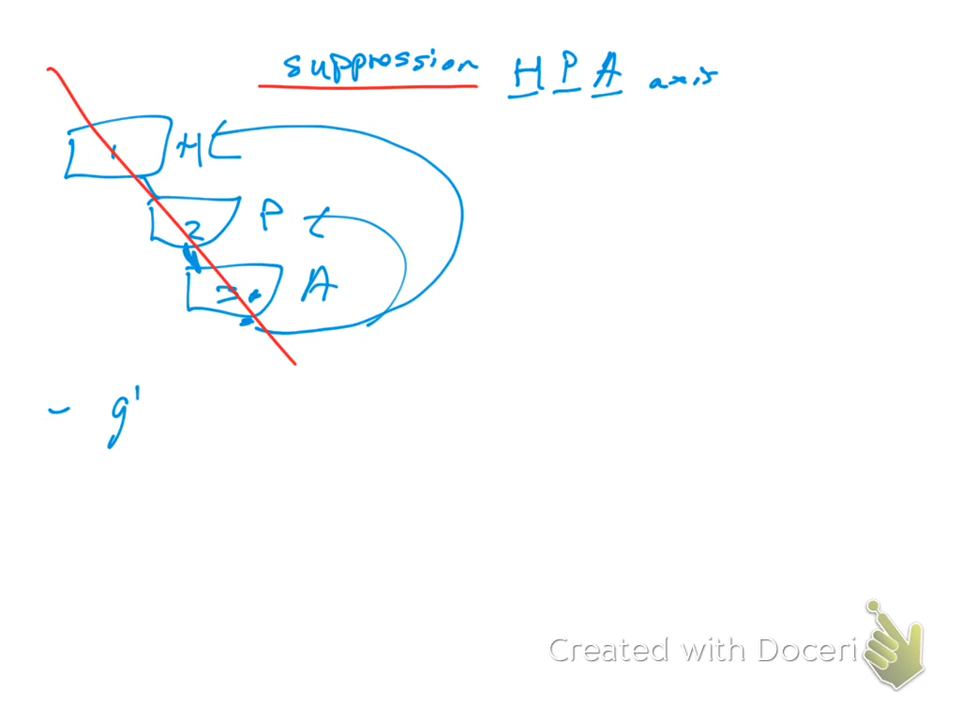 suppression H P A axis
1 H
2 P
3 A
- g'
Created with Doceri